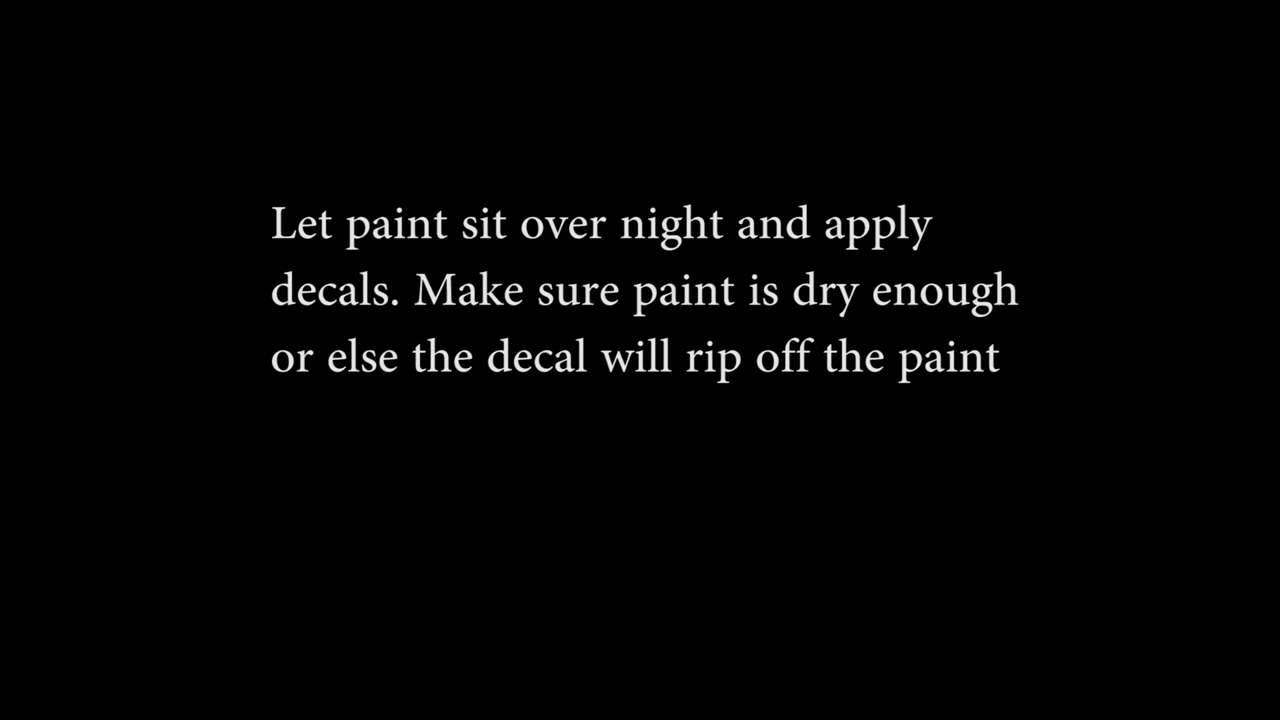 Let paint sit over night and apply
decals. Make sure paint is dry enough
or else the decal will rip off the paint